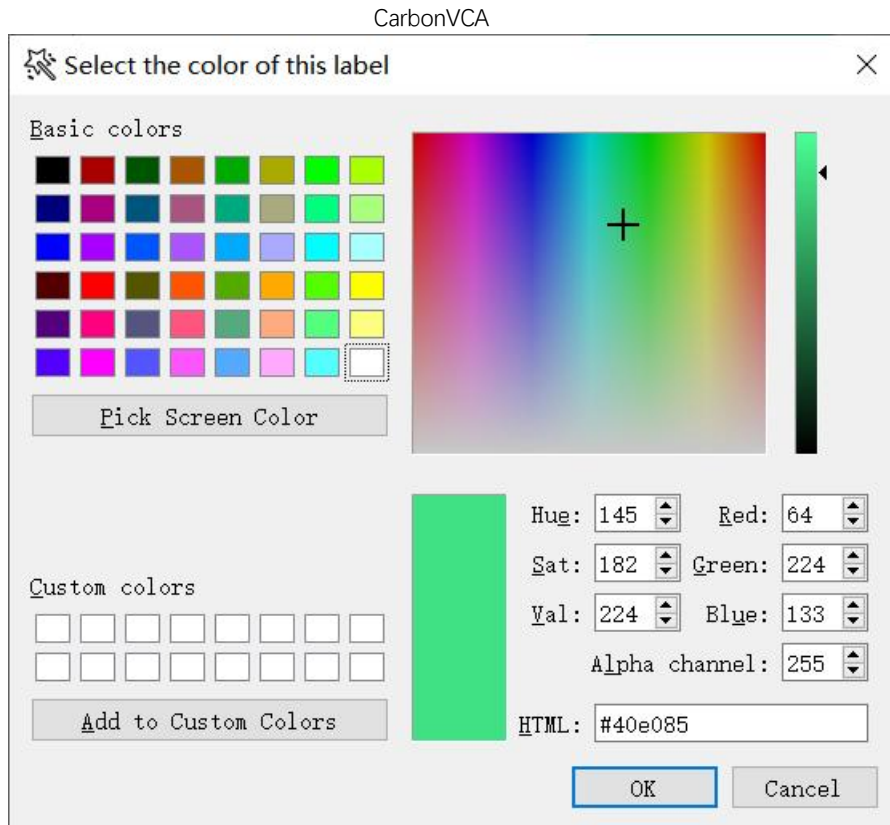 CarbonVCA
Select the color of this label
Basic colors
Pick Screen Color
Custom colors
Add to Custom Colors
Hue: 145 Red: 64
Sat: 182 Green: 224
Val: 224 Blue: 133
Alpha channel: 255
HTML: #40e085
OK Cancel